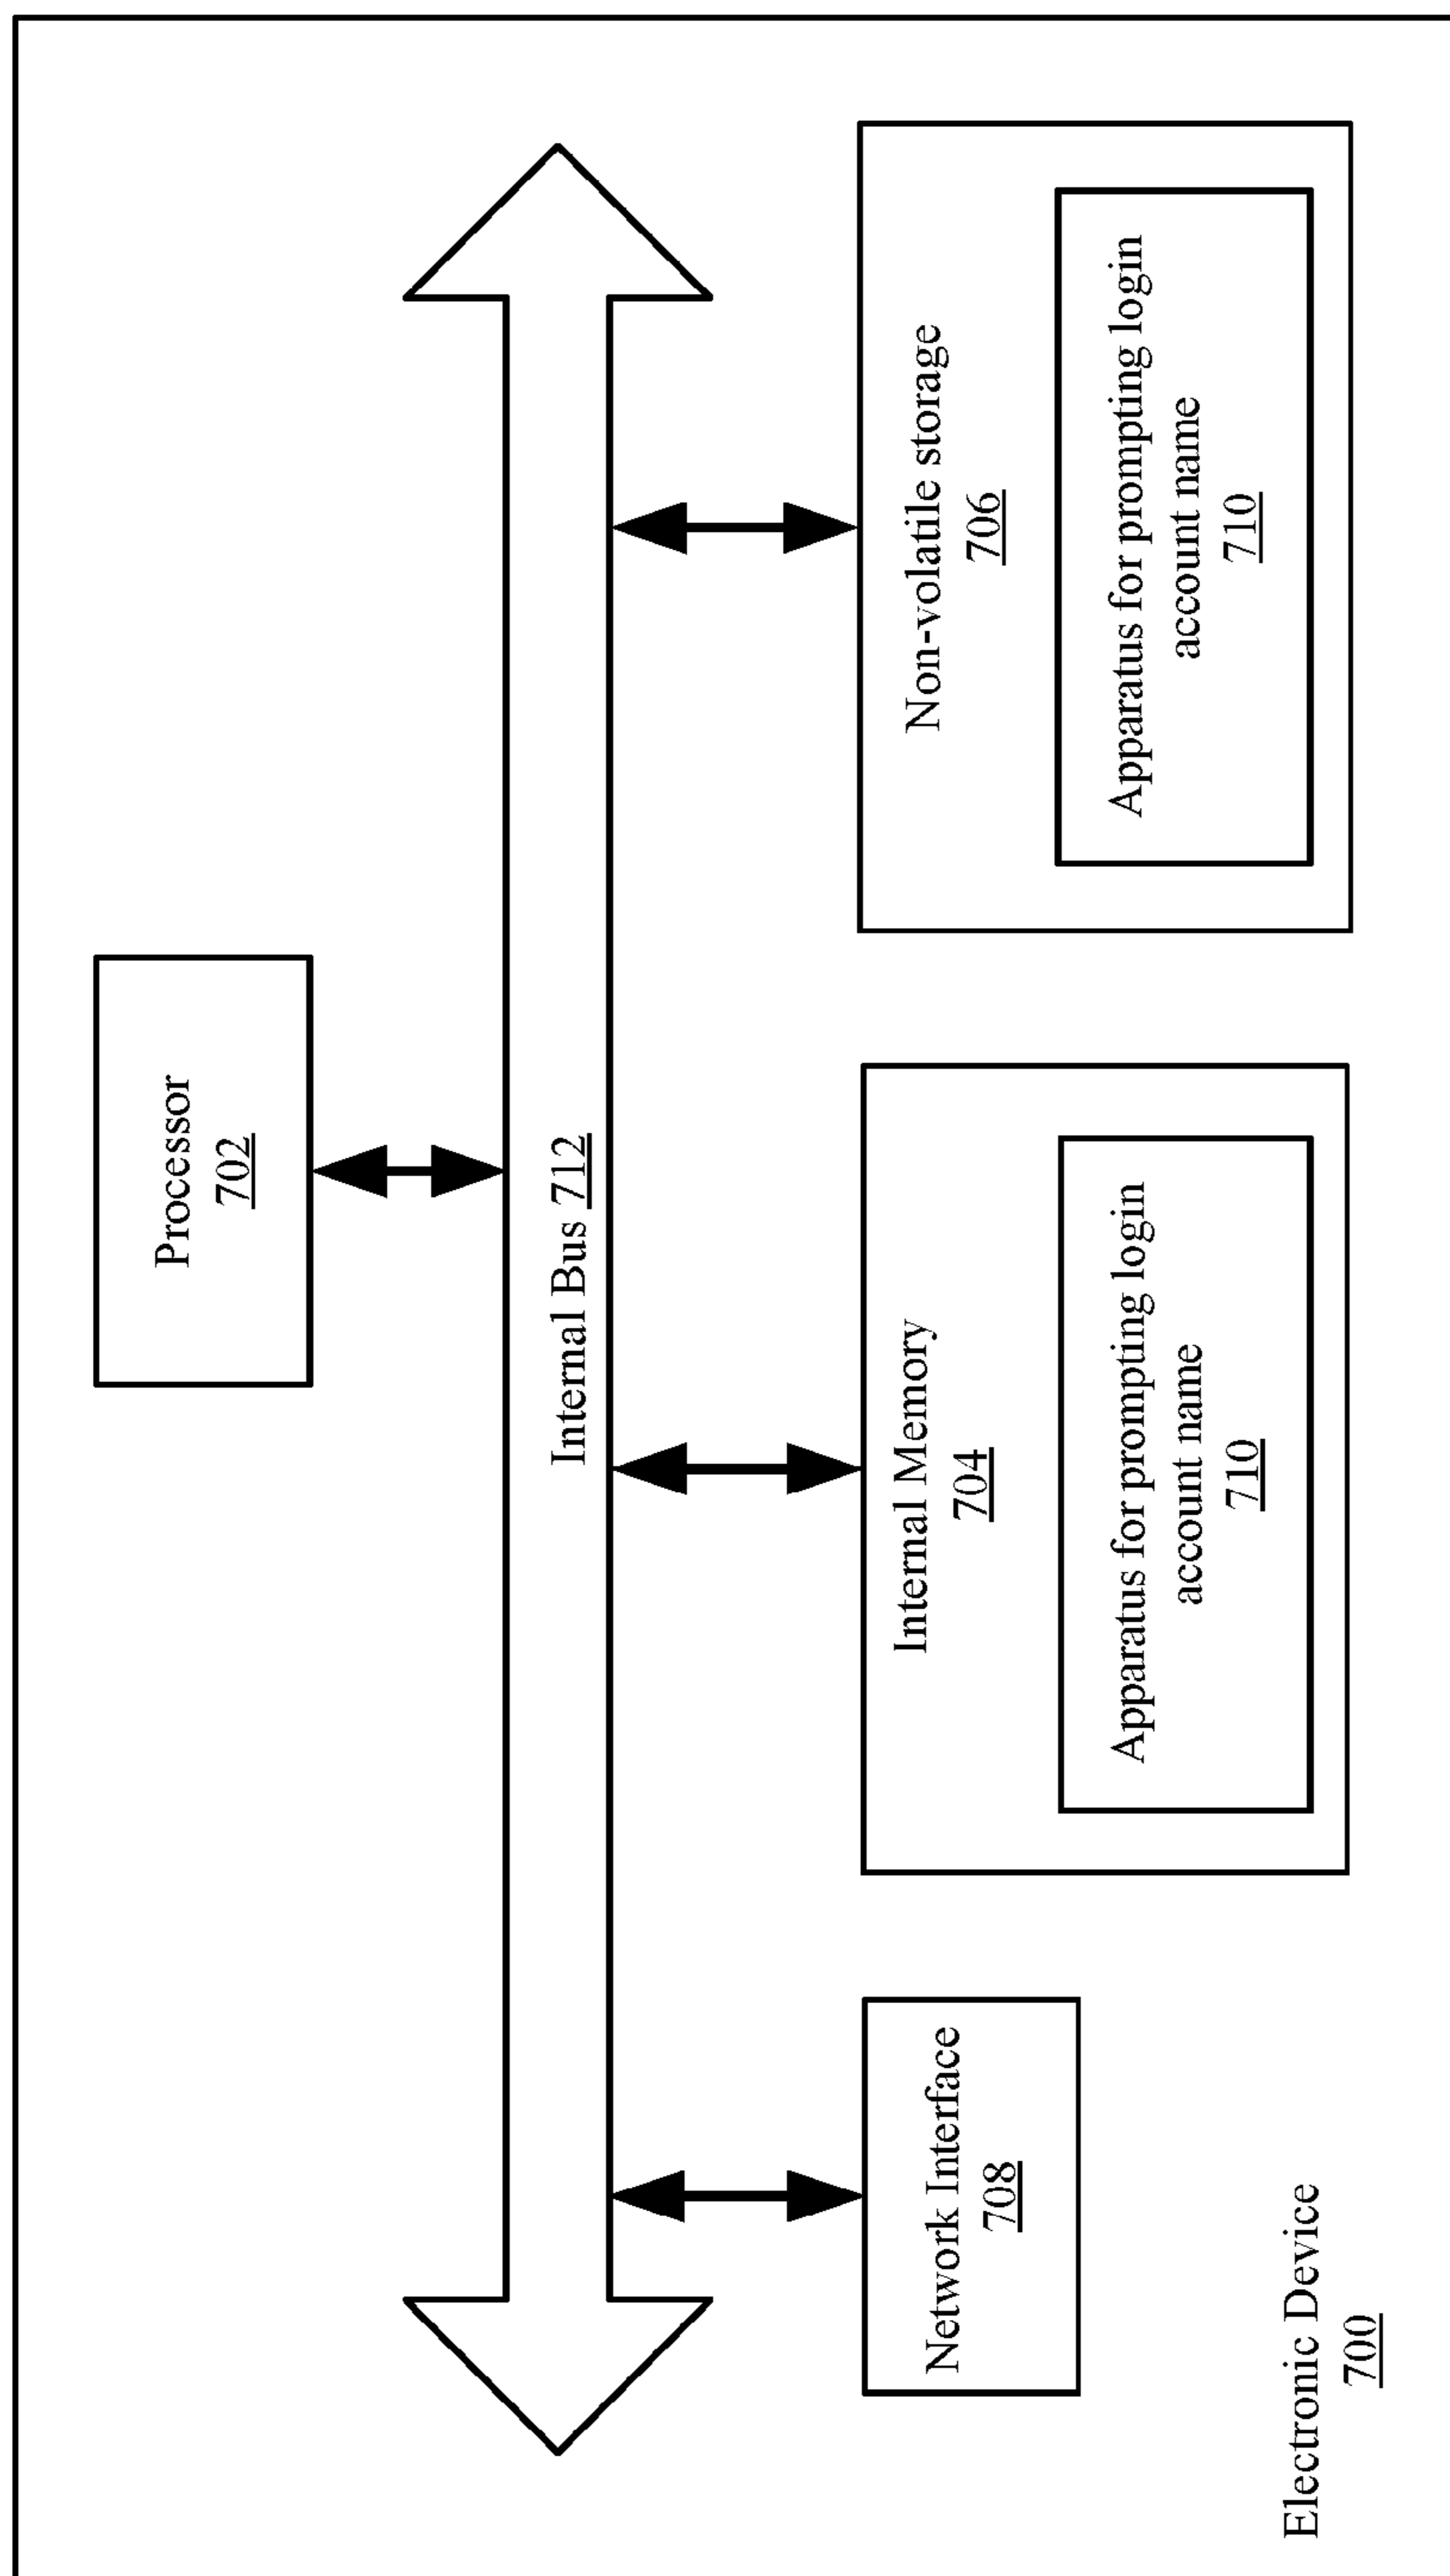 Processor
702
Internal Bus 712
Network Interface
708
Internal Memory
704
Apparatus for prompting login
account name
710
Non-volatile storage
706
Apparatus for prompting login
account name
710
Electronic Device
700